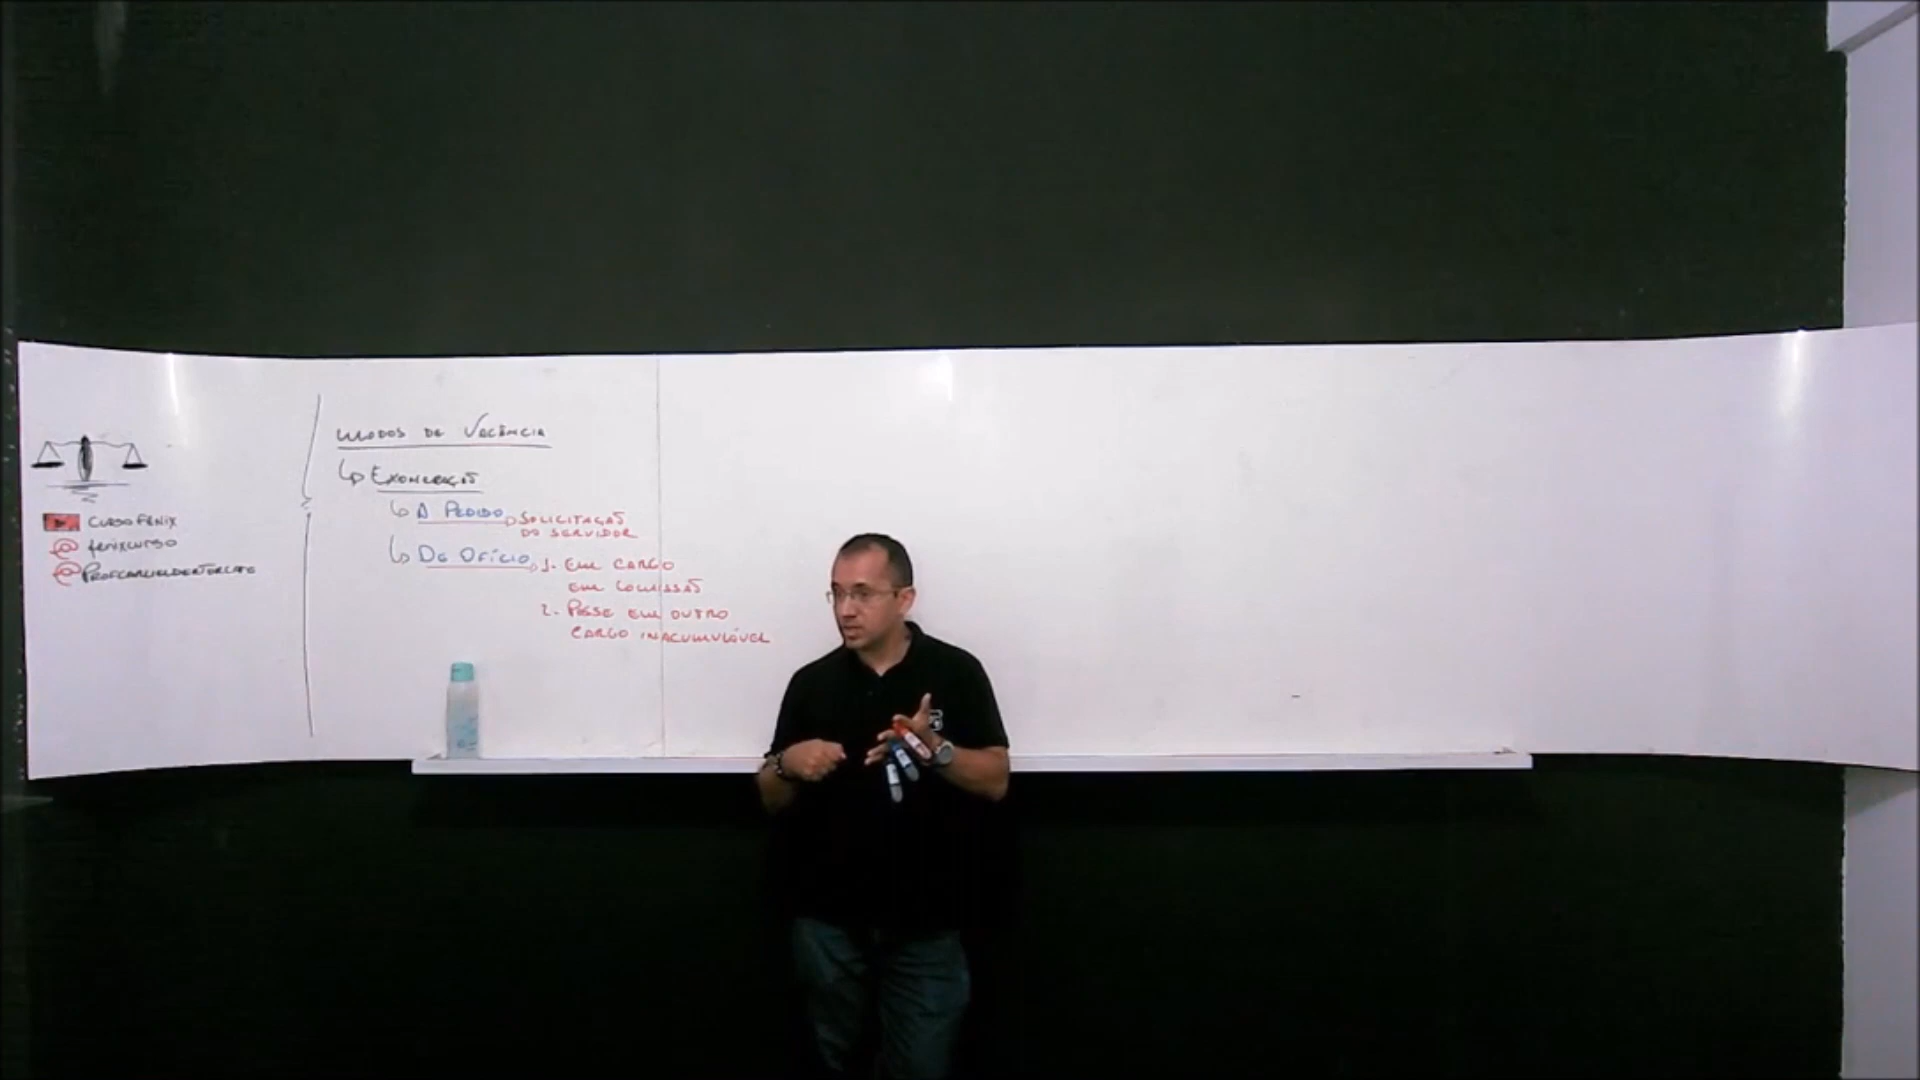 CURSO FÊNIX
@ fenixcurso
MODOS DE VACÂNCIA
EXONERAÇÃO
A PEDIDO
SOLICITAÇÃO
DO SERVIDOR
DE OFÍCIO
1. EM CARGO
EM COMISSÃO
2. POSSE EM OUTRO
CARGO INACUMULÁVEL